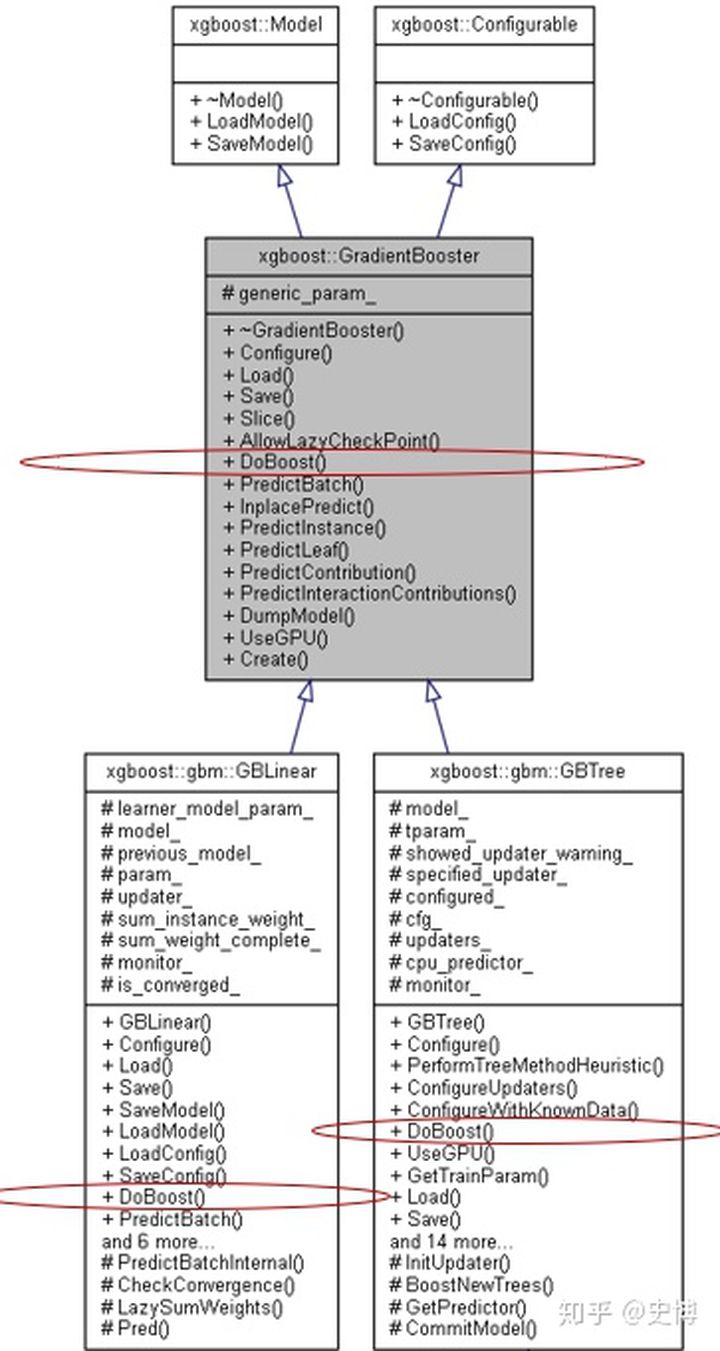 xgboost::Model
+ ~Model()
+ LoadModel()
+ SaveModel()
xgboost::Configurable
+ ~Configurable()
+ LoadConfig()
+ SaveConfig()
xgboost::GradientBooster
# generic_param_
+ ~GradientBooster()
+ Configure()
+ Load()
+ Save()
+ Slice()
+ AllowLazyCheckPoint()
+ DoBoost()
+ PredictBatch()
+ InplacePredict()
+ PredictInstance()
+ PredictLeaf()
+ PredictContribution()
+ PredictInteractionContributions()
+ DumpModel()
+ UseGPU()
+ Create()
xgboost::gbm::GBLinear
# learner_model_param_
# model_
# previous_model_
# param_
# updater_
# sum_instance_weight_
# sum_weight_complete_
# monitor_
# is_converged_
+ GBLinear()
+ Configure()
+ Load()
+ Save()
+ SaveModel()
+ LoadModel()
+ LoadConfig()
+ SaveConfig()
+ DoBoost()
+ PredictBatch()
and 6 more...
# PredictBatchInternal()
# CheckConvergence()
# LazySumWeights()
# Pred()
xgboost::gbm::GBTree
# model_
# tparam_
# showed_updater_warning_
# specified_updater_
# configured_
# cfg_
# updaters_
# cpu_predictor_
# monitor_
+ GBTree()
+ Configure()
+ PerformTreeMethodHeuristic()
+ ConfigureUpdaters()
+ ConfigureWithKnownData()
+ DoBoost()
+ UseGPU()
+ GetTrainParam()
+ Load()
+ Save()
and 14 more...
# InitUpdater()
# BoostNewTrees()
# GetPredictor()
# CommitModel()
知乎 @史博